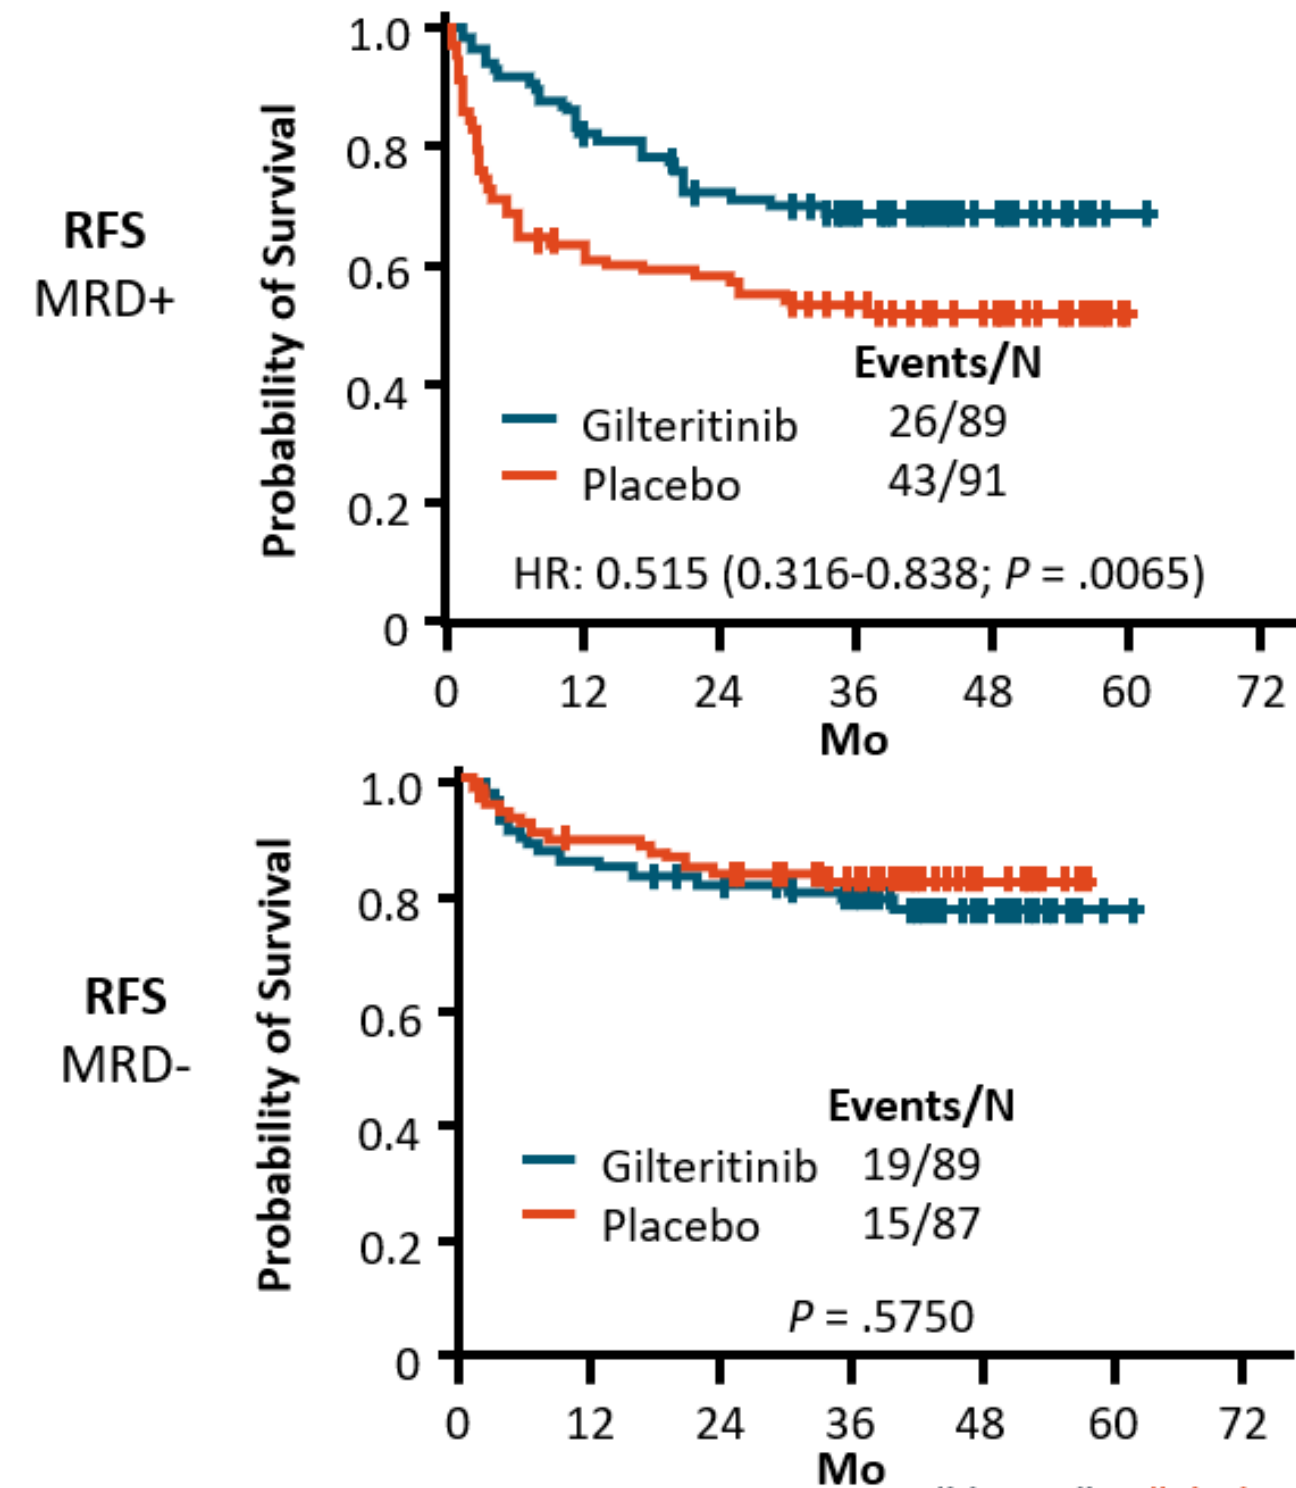 1.0
0.8
0.6
0.4
0.2
0
Probability of Survival
RFS
MRD+
Events/N
Gilteritinib 26/89
Placebo 43/91
HR: 0.515 (0.316-0.838; P = .0065)
0 12 24 36 48 60 72
Mo
1.0
0.8
0.6
0.4
0.2
0
Probability of Survival
RFS
MRD-
Events/N
Gilteritinib 19/89
Placebo 15/87
P = .5750
0 12 24 36 48 60 72
Mo